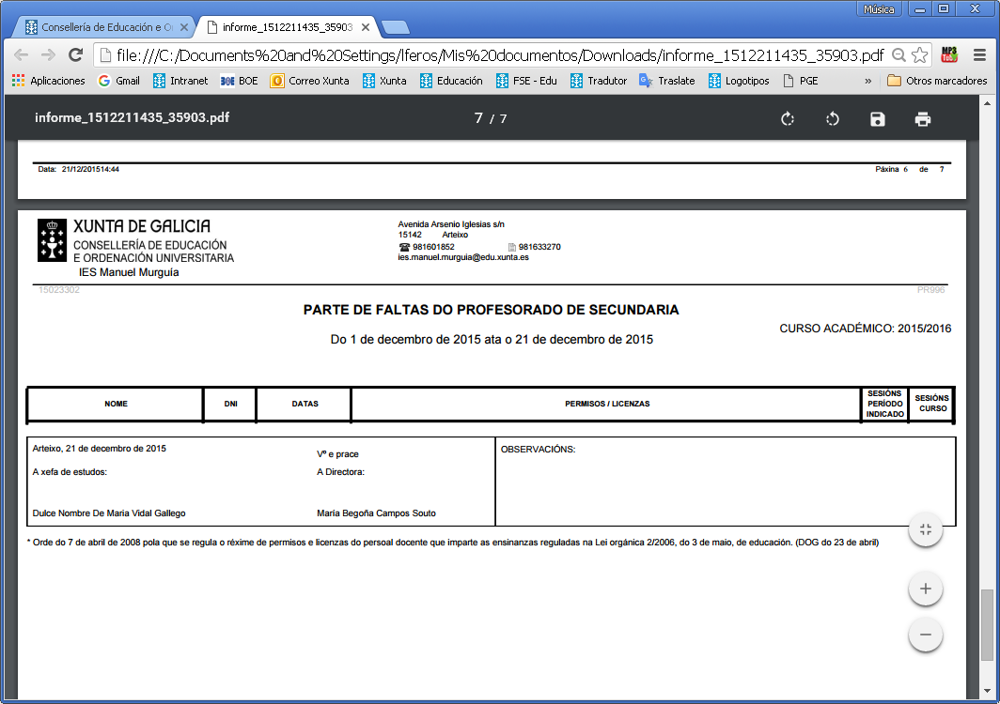 Música
Consellería de Educación e O
informe_1512211435_35903
file:///C:/Documents%20and%20Settings/lferos/Mis%20documentos/Downloads/informe_1512211435_35903.pdf
MP3
Aplicaciones Gmail Intranet BOE BOE Correo Xunta Xunta Educación FSE - Edu Tradutor Traslate Logotipos PGE » Otros marcadores
informe_1512211435_35903.pdf 7 / 7
Data: 21/12/201514:44 Páxina 6 de 7
XUNTA DE GALICIA
CONSELLERÍA DE EDUCACIÓN
E ORDENACIÓN UNIVERSITARIA
IES Manuel Murguía
Avenida Arsenio Iglesias s/n
15142 Arteixo
981601852 981633270
ies.manuel.murguia@edu.xunta.es
15023302 PR996
PARTE DE FALTAS DO PROFESORADO DE SECUNDARIA
CURSO ACADÉMICO: 2015/2016
Do 1 de decembro de 2015 ata o 21 de decembro de 2015
NOME DNI DATAS PERMISOS / LICENZAS
SESIÓNS
PERÍODO
INDICADO
SESIÓNS
CURSO
Arteixo, 21 de decembro de 2015
Vº e prace
A xefa de estudos: A Directora:
Dulce Nombre De Maria Vidal Gallego María Begoña Campos Souto
OBSERVACIÓNS:
* Orde do 7 de abril de 2008 pola que se regula o réxime de permisos e licenzas do persoal docente que imparte as ensinanzas reguladas na Lei orgánica 2/2006, do 3 de maio, de educación. (DOG do 23 de abril)